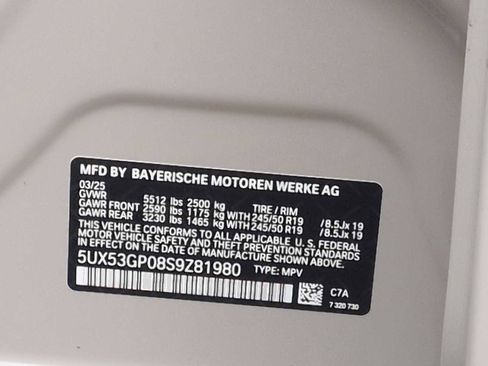 MFD BY BAYERISCHE MOTOREN WERKE AG
03/25
GVWR 5512 lbs 2500 kg TIRE / RIM
GAWR FRONT 2590 lbs 1175 kg WITH 245/50 R19 /8.5Jx 19
GAWR REAR 3230 lbs 1465 kg WITH 245/50 R19 /8.5Jx 19
THIS VEHICLE CONFORMS TO ALL APPLICABLE U. S. FEDERAL
MOTOR VEHICLE SAFETY AND THEFT PREVENTION STANDARDS
IN EFFECT ON THE DATE OF MANUFACTURE SHOWN ABOVE.
5UX53GP08S9Z81980 TYPE: MPV
C7A
7 320 730